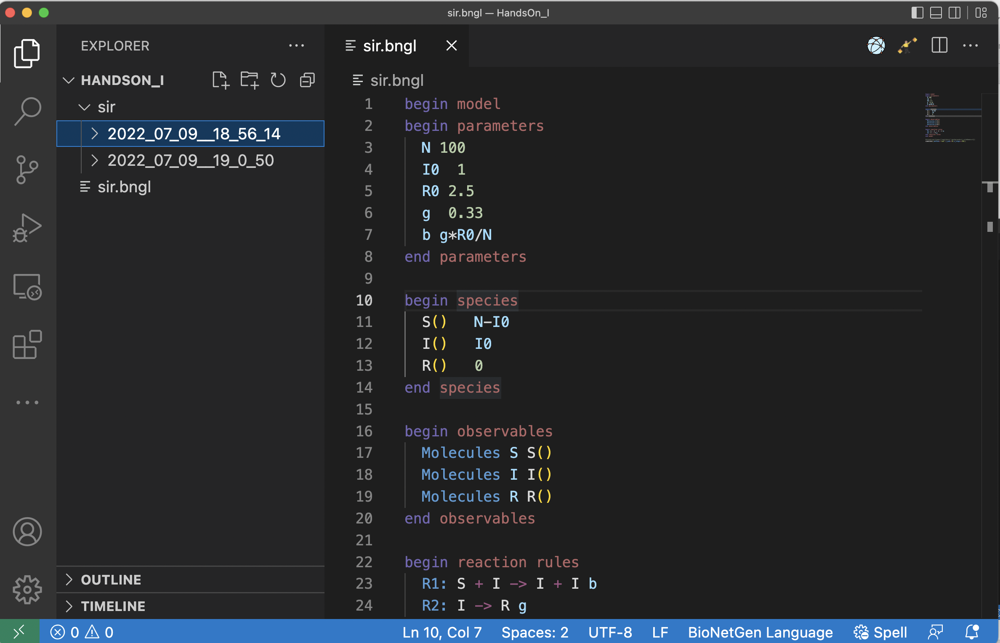 sir.bngl — HandsOn_I
EXPLORER
HANDSON_I
sir
2022_07_09__18_56_14
2022_07_09__19_0_50
sir.bngl
OUTLINE
TIMELINE
sir.bngl
sir.bngl
1 begin model
2 begin parameters
3 N 100
4 I0  1
5 R0 2.5
6 g  0.33
7 b g*R0/N
8 end parameters
9
10 begin species
11 S()   N-I0
12 I()   I0
13 R()   0
14 end species
15
16 begin observables
17 Molecules S S()
18 Molecules I I()
19 Molecules R R()
20 end observables
21
22 begin reaction rules
23 R1: S + I -> I + I b
24 R2: I -> R g
0 0 Ln 10, Col 7 Spaces: 2 UTF-8 LF BioNetGen Language Spell